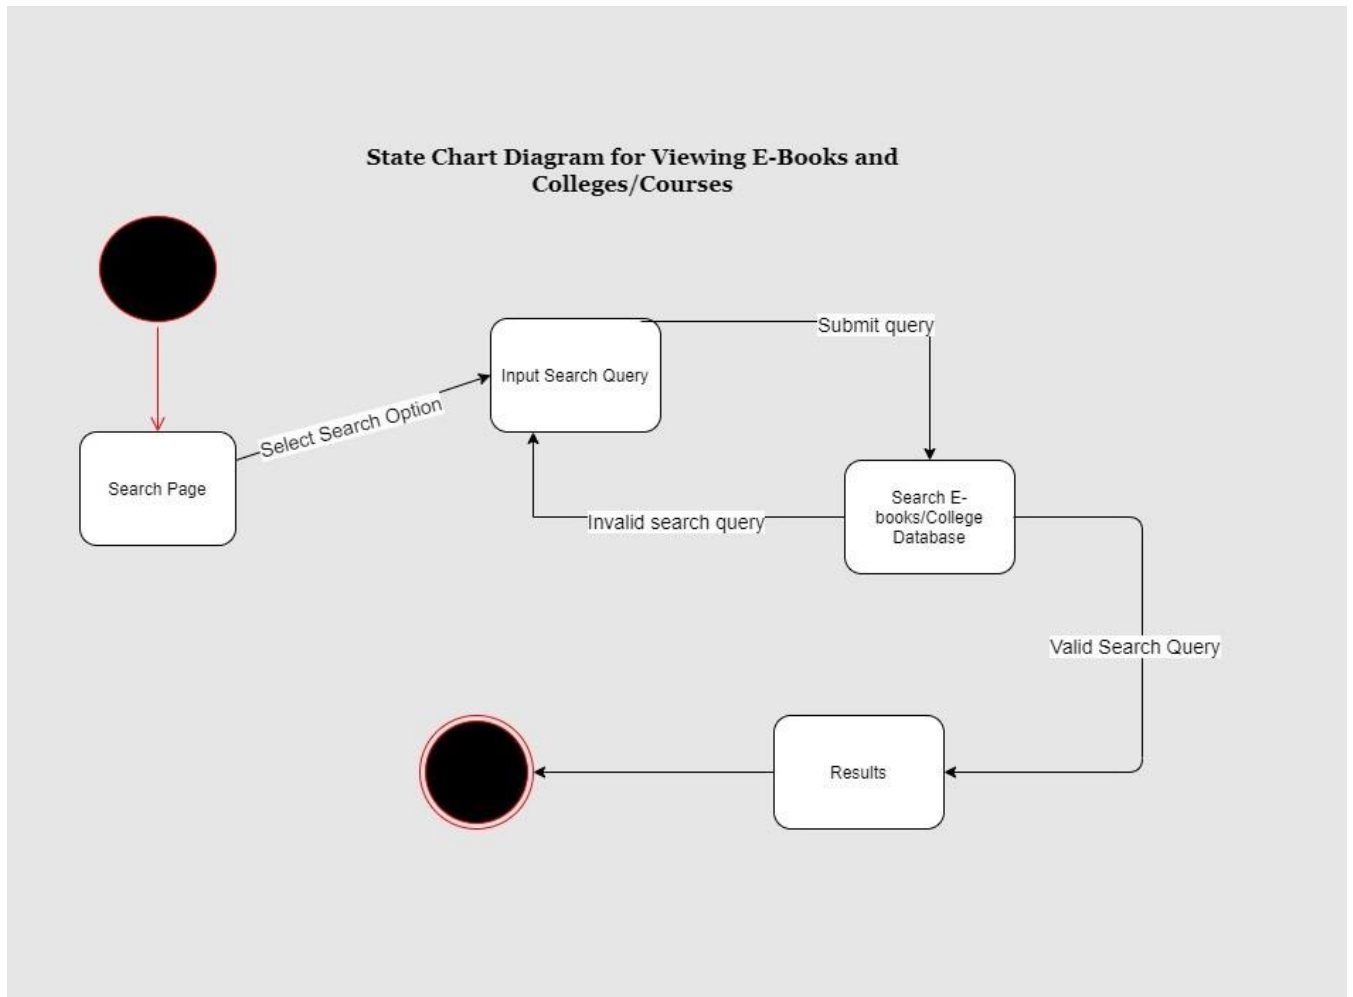 State Chart Diagram for Viewing E-Books and
Colleges/Courses
Submit query
Input Search Query
Select Search Option
Search Page
Search E-
books/College
Database
Invalid search query
Valid Search Query
Results